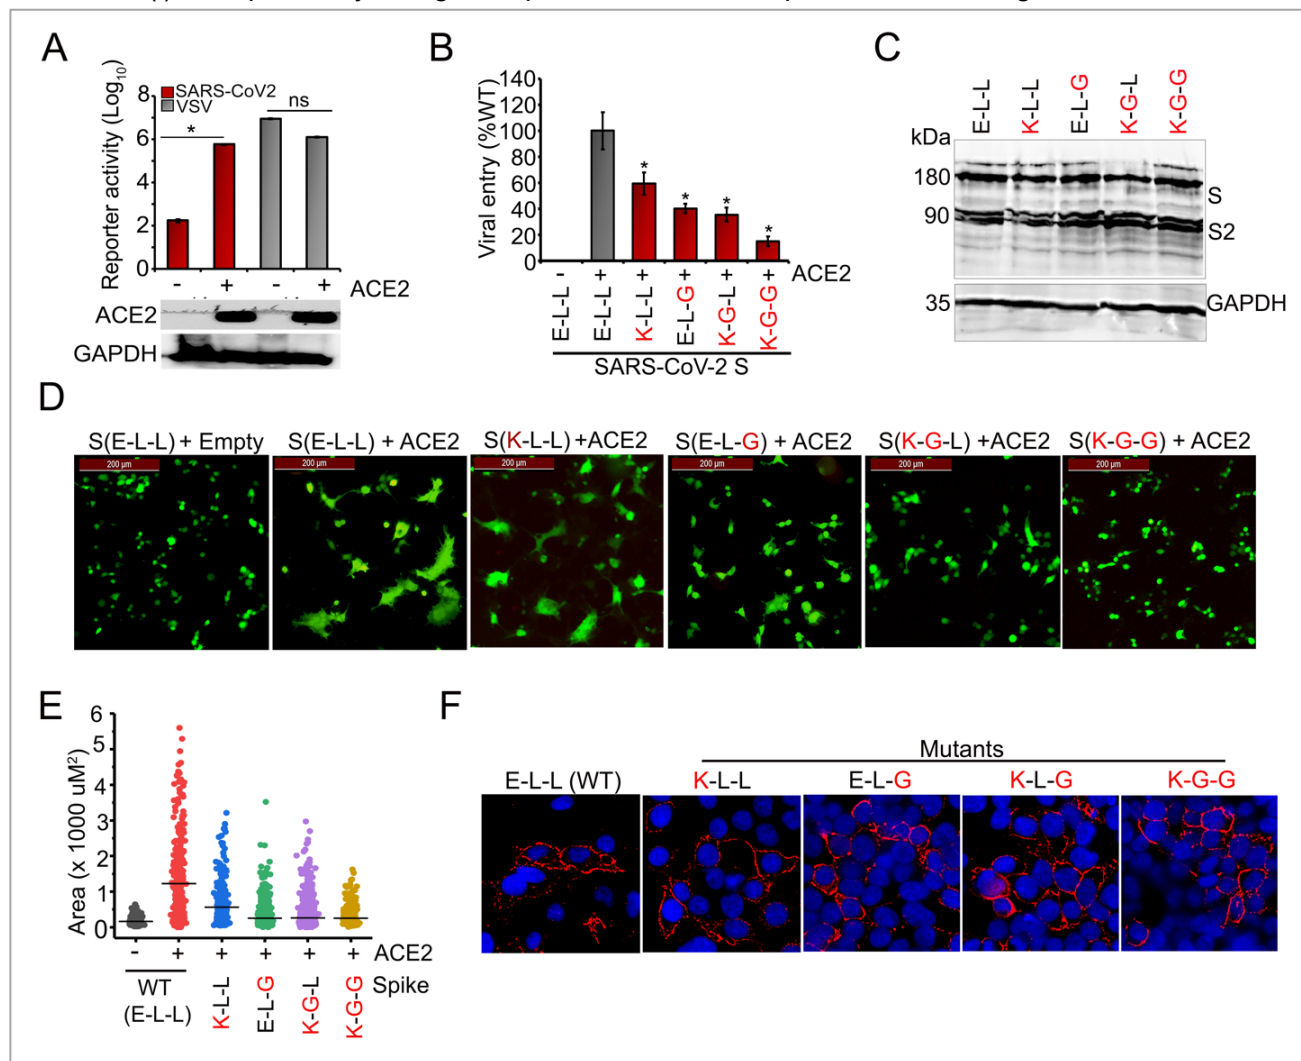 A
Reporter activity (Log10)
8
6
4
2
0
SARS-CoV2
VSV
*
ns
- + - + ACE2
ACE2
GAPDH
B
Viral entry (%WT)
140
120
100
80
60
40
20
0
* * * *
- + + + + + ACE2
E-L-L E-L-L K-L-L E-L-G K-G-L K-G-G
SARS-CoV-2 S
C
E-L-L K-L-L E-L-G K-G-L K-G-G
kDa
180
90
35
S
S2
GAPDH
D
S(E-L-L) + Empty S(E-L-L) + ACE2 S(K-L-L) +ACE2 S(E-L-G) + ACE2 S(K-G-L) +ACE2 S(K-G-G) + ACE2
200 µm 200 µm 200 µm 200 µm 200 µm 200 µm
E
Area (x 1000 uM2)
6
5
4
3
2
1
0
- + + + + + ACE2
WT
(E-L-L)
K-L-L E-L-G K-G-L K-G-G Spike
F
Mutants
E-L-L (WT) K-L-L E-L-G K-L-G K-G-G